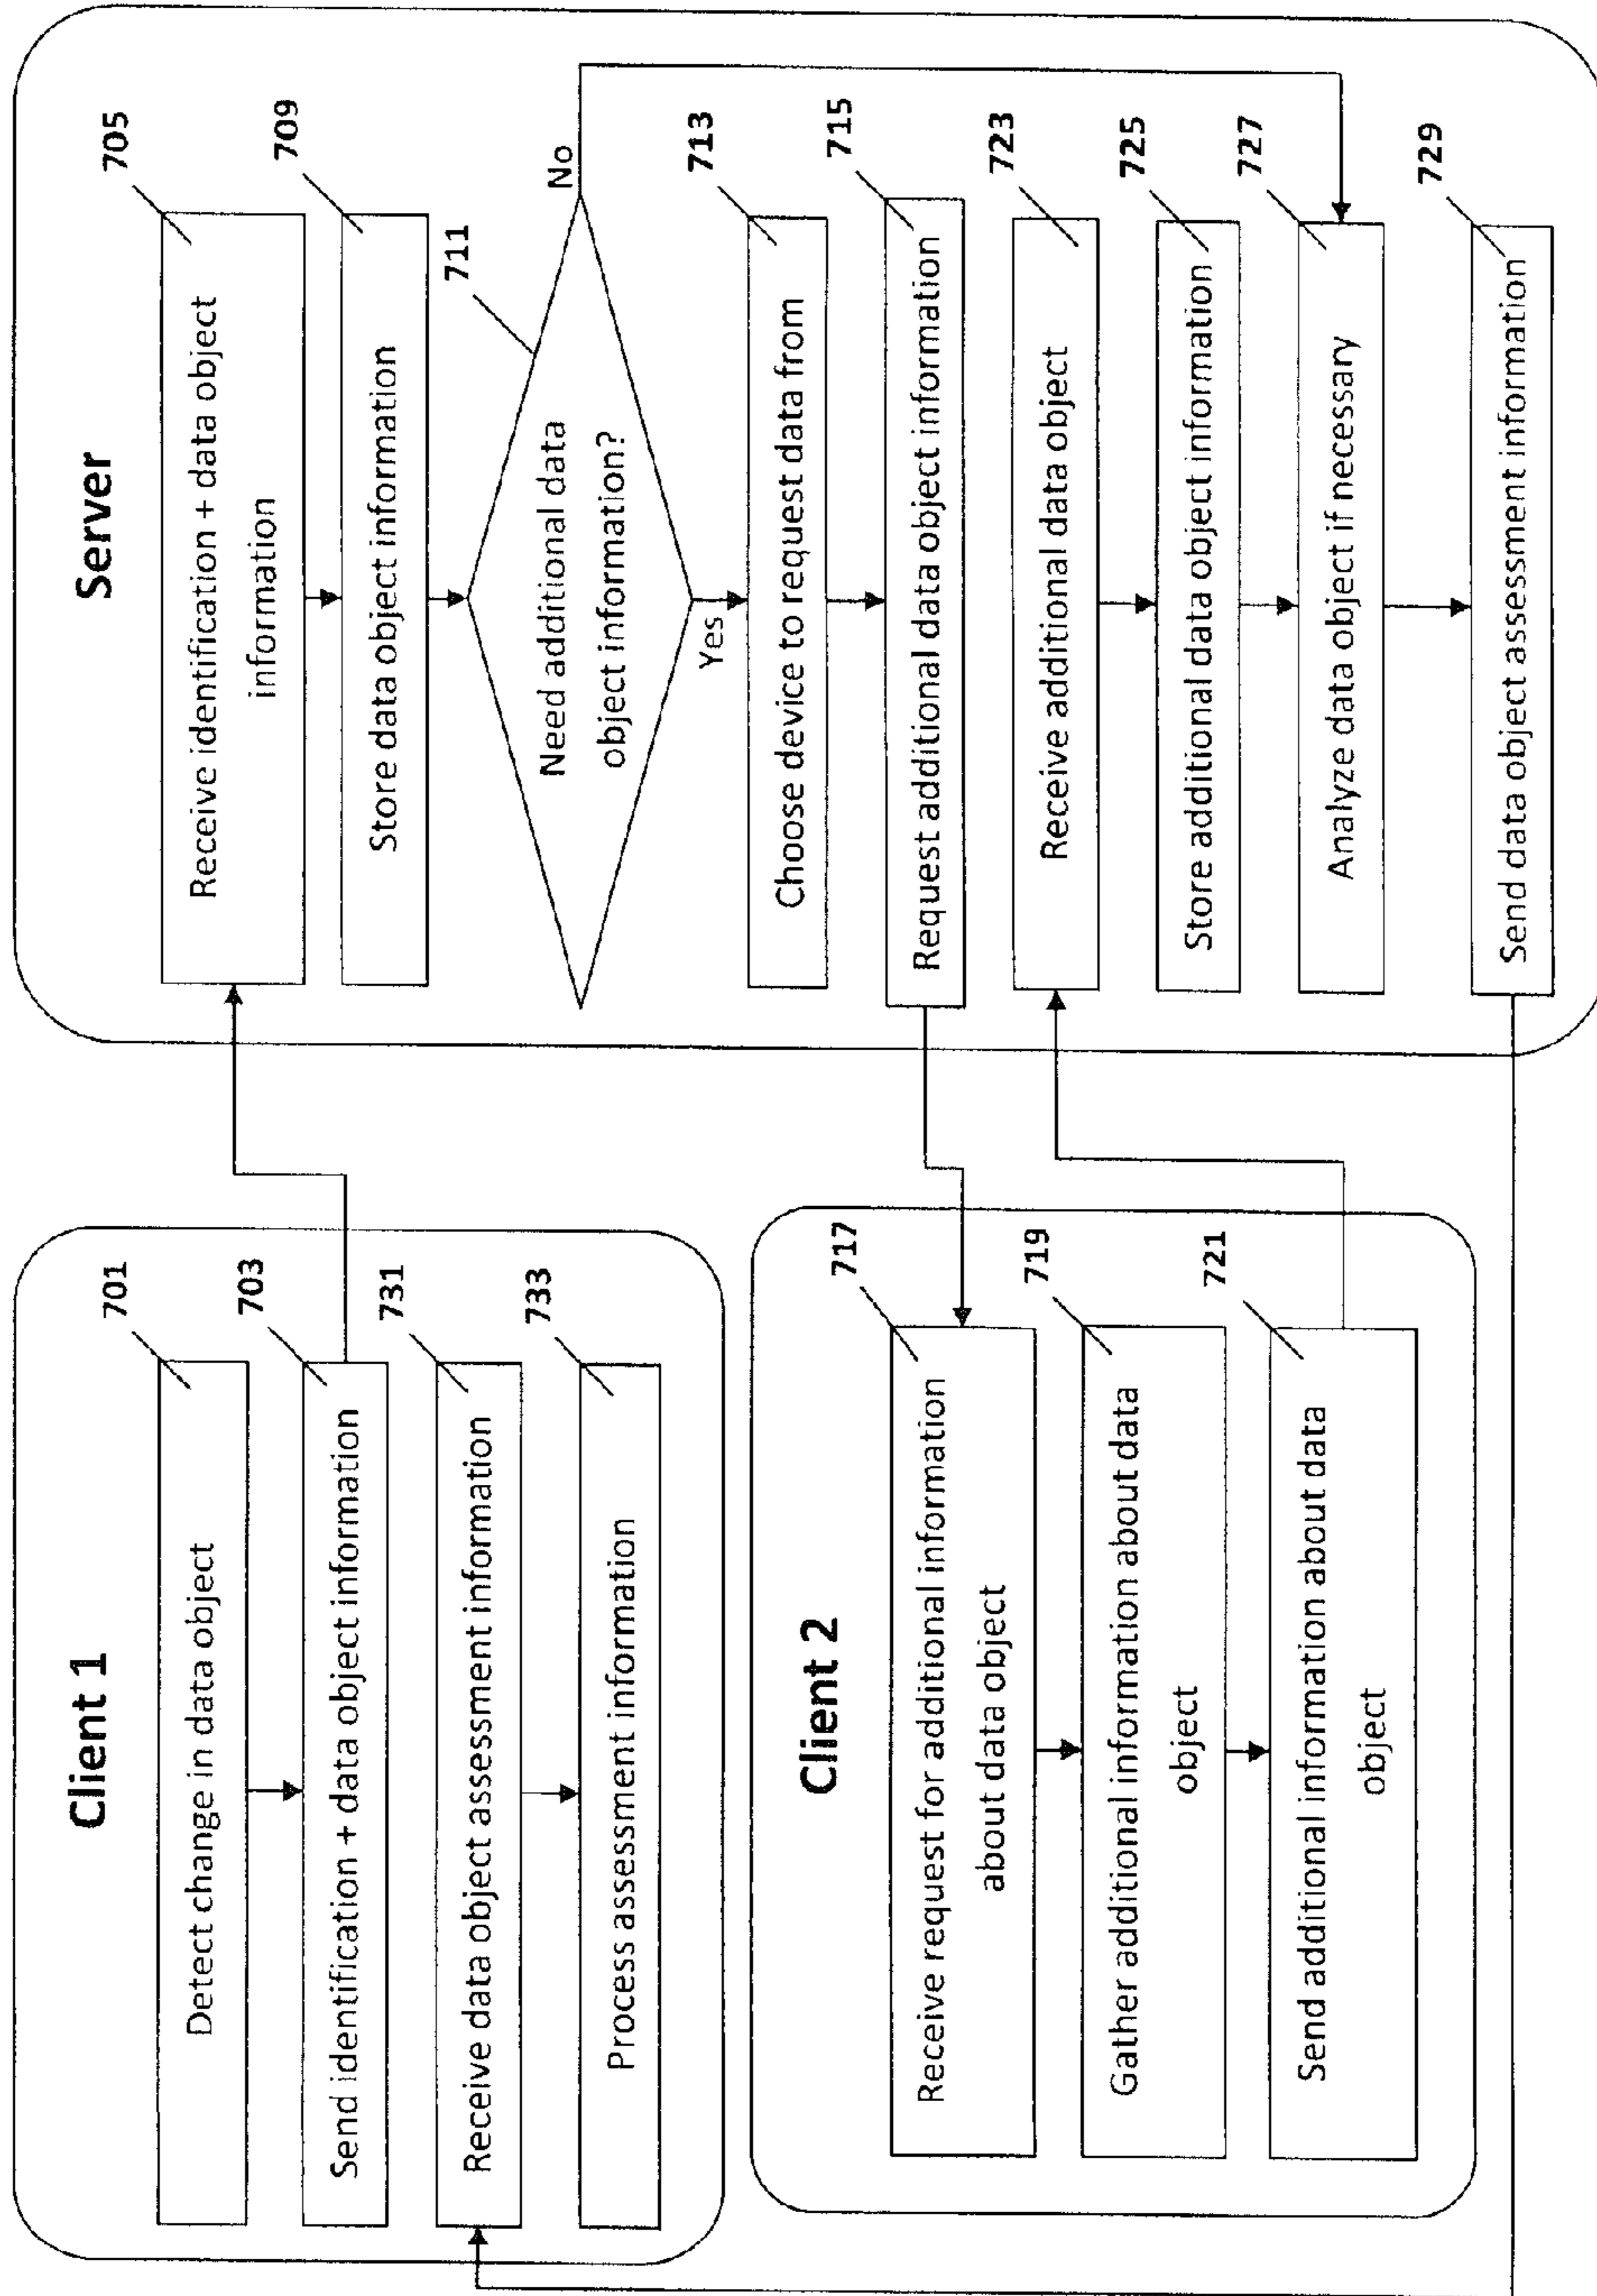 Client 1
701
Detect change in data object
703
Send identification + data object information
731
Receive data object assessment information
733
Process assessment information
Client 2
717
Receive request for additional information
about data object
719
Gather additional information about data
object
721
Send additional information about data
object
Server
705
Receive identification + data object
information
709
Store data object information
711
Need additional data
object information?
No
Yes
713
Choose device to request data from
715
Request additional data object information
723
Receive additional data object
725
Store additional data object information
727
Analyze data object if necessary
729
Send data object assessment information